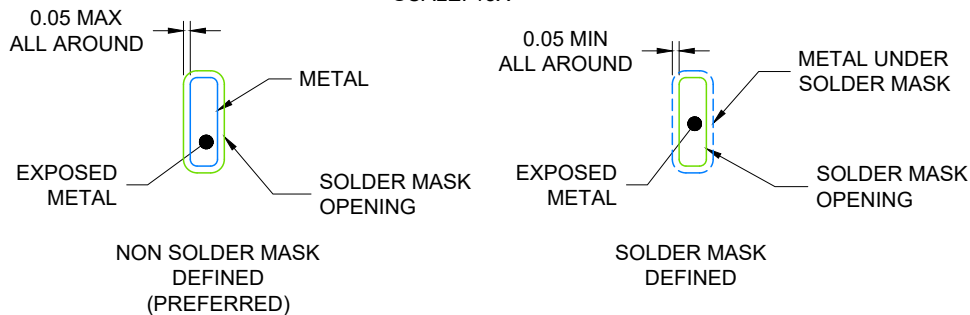 0.05 MAX
ALL AROUND
METAL
EXPOSED
METAL
SOLDER MASK
OPENING
NON SOLDER MASK
DEFINED
(PREFERRED)
0.05 MIN
ALL AROUND
METAL UNDER
SOLDER MASK
EXPOSED
METAL
SOLDER MASK
OPENING
SOLDER MASK
DEFINED